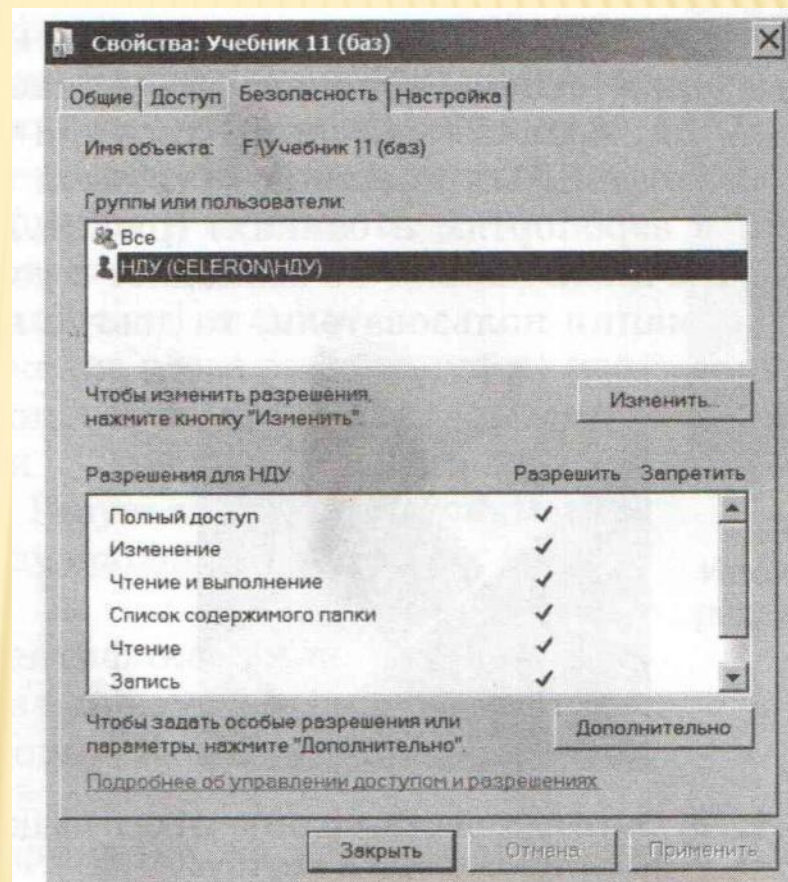 Свойства: Учебник 11 (баз)
Общие Доступ Безопасность Настройка
Имя объекта: F:\Учебник 11 (баз)
Группы или пользователи:
Все
НДУ (CELERON\НДУ)
Чтобы изменить разрешения,
нажмите кнопку "Изменить".
Изменить...
Разрешения для НДУ Разрешить Запретить
Полный доступ
Изменение
Чтение и выполнение
Список содержимого папки
Чтение
Запись
Чтобы задать особые разрешения или
параметры, нажмите "Дополнительно".
Дополнительно
Подробнее об управлении доступом и разрешениях
Закрыть Отмена Применить